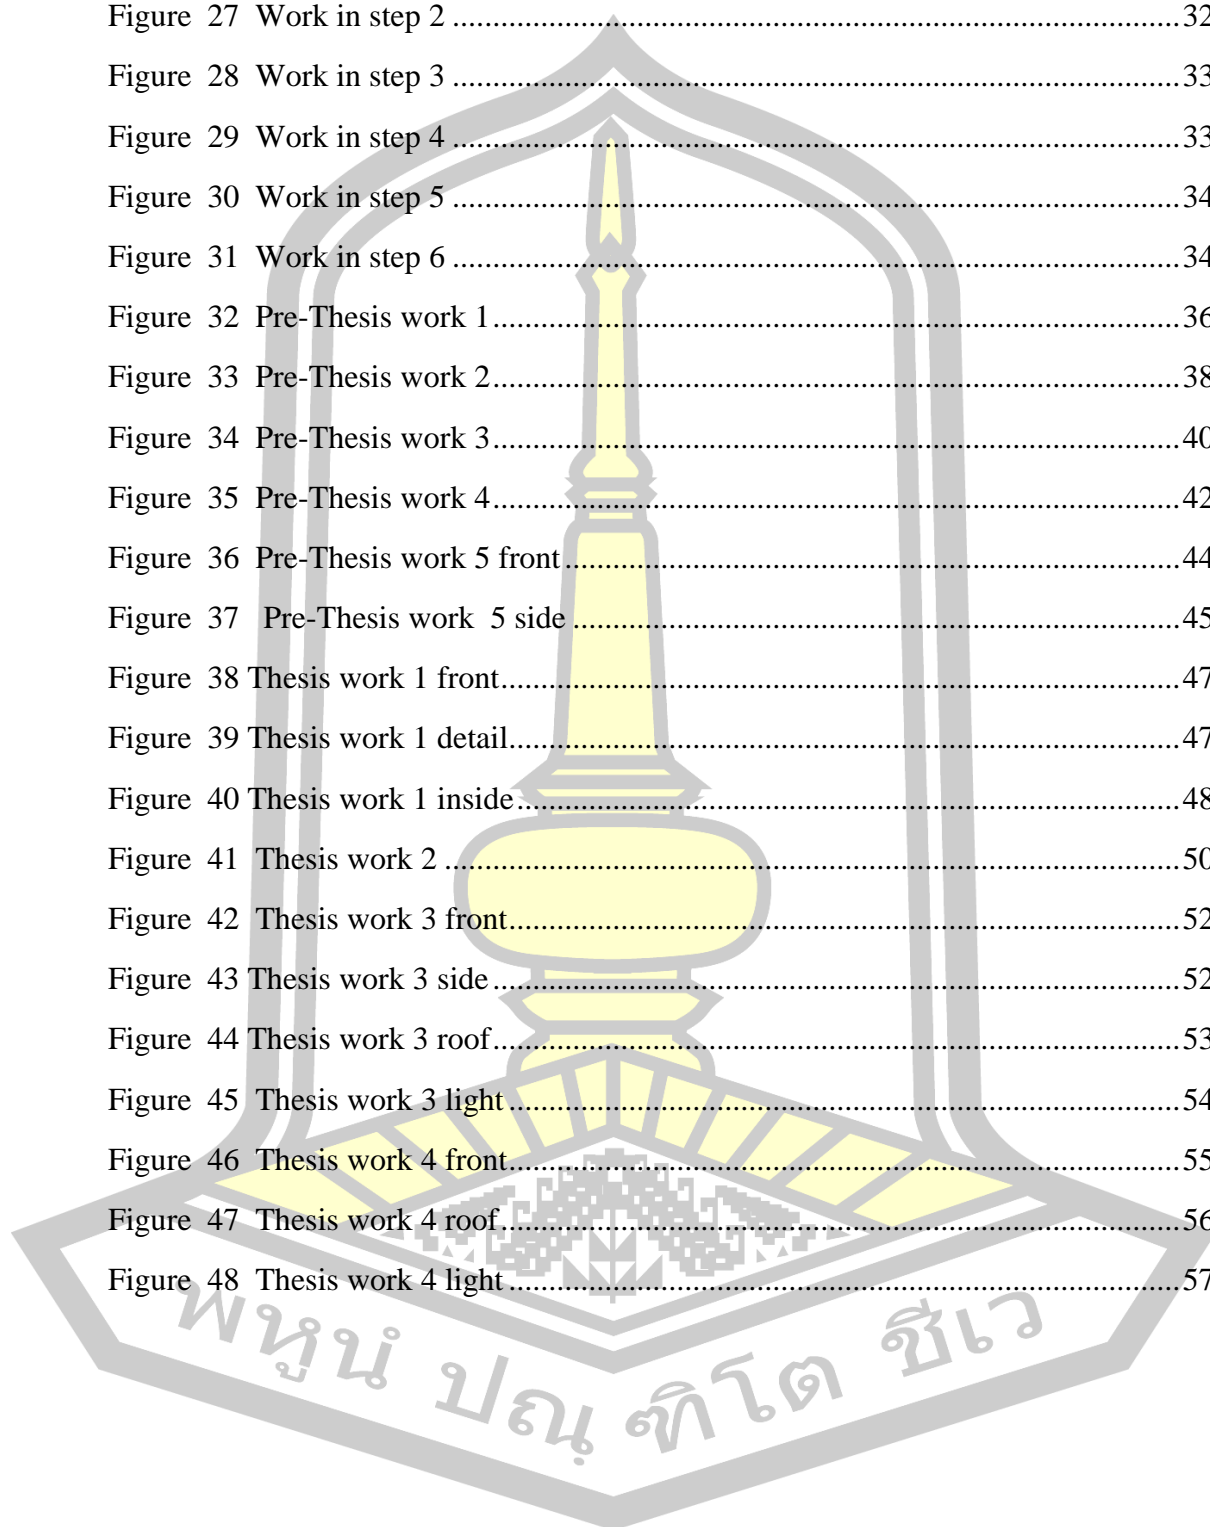 Figure 27 Work in step 2 ............................................................ 32
Figure 28 Work in step 3 ............................................................ 33
Figure 29 Work in step 4 ............................................................ 33
Figure 30 Work in step 5 ............................................................ 34
Figure 31 Work in step 6 ............................................................ 34
Figure 32 Pre-Thesis work 1 ............................................................ 36
Figure 33 Pre-Thesis work 2 ............................................................ 38
Figure 34 Pre-Thesis work 3 ............................................................ 40
Figure 35 Pre-Thesis work 4 ............................................................ 42
Figure 36 Pre-Thesis work 5 front ............................................................ 44
Figure 37 Pre-Thesis work 5 side ............................................................ 45
Figure 38 Thesis work 1 front ............................................................ 47
Figure 39 Thesis work 1 detail ............................................................ 47
Figure 40 Thesis work 1 inside ............................................................ 48
Figure 41 Thesis work 2 ............................................................ 50
Figure 42 Thesis work 3 front ............................................................ 52
Figure 43 Thesis work 3 side ............................................................ 52
Figure 44 Thesis work 3 roof ............................................................ 53
Figure 45 Thesis work 3 light ............................................................ 54
Figure 46 Thesis work 4 front ............................................................ 55
Figure 47 Thesis work 4 roof ............................................................ 56
Figure 48 Thesis work 4 light ............................................................ 57
พหูนํ ปณฺฑิโต ชีเว